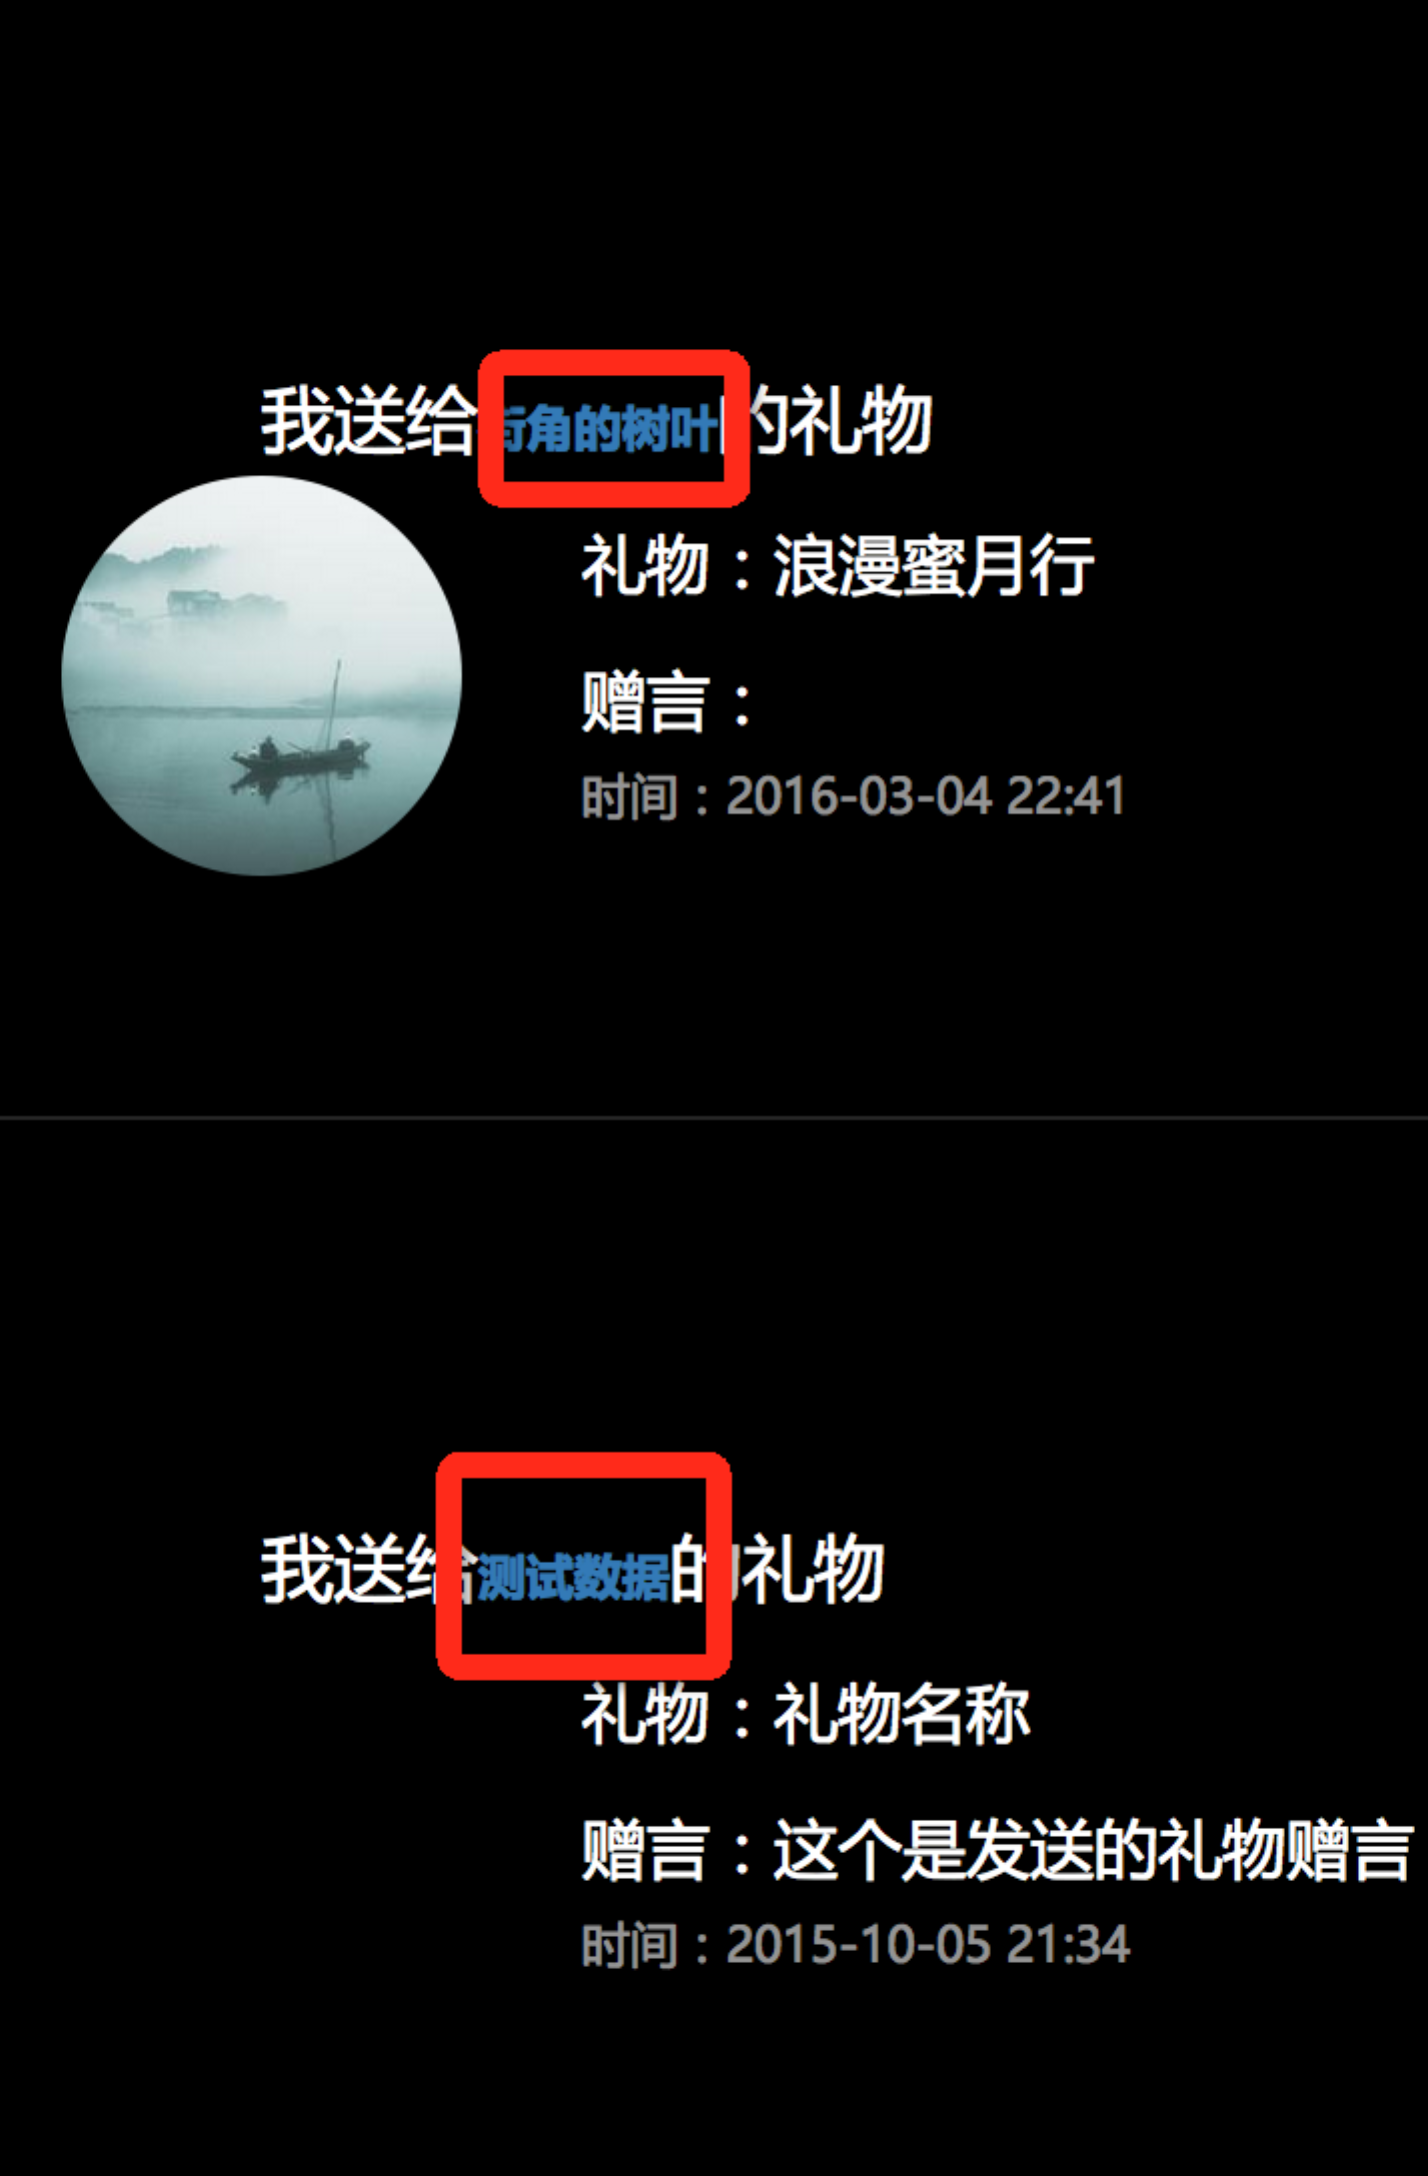 我送给街角的树叶的礼物
礼物：浪漫蜜月行
赠言：
时间：2016-03-04 22:41
我送给测试数据的礼物
礼物：礼物名称
赠言：这个是发送的礼物赠言
时间：2015-10-05 21:34